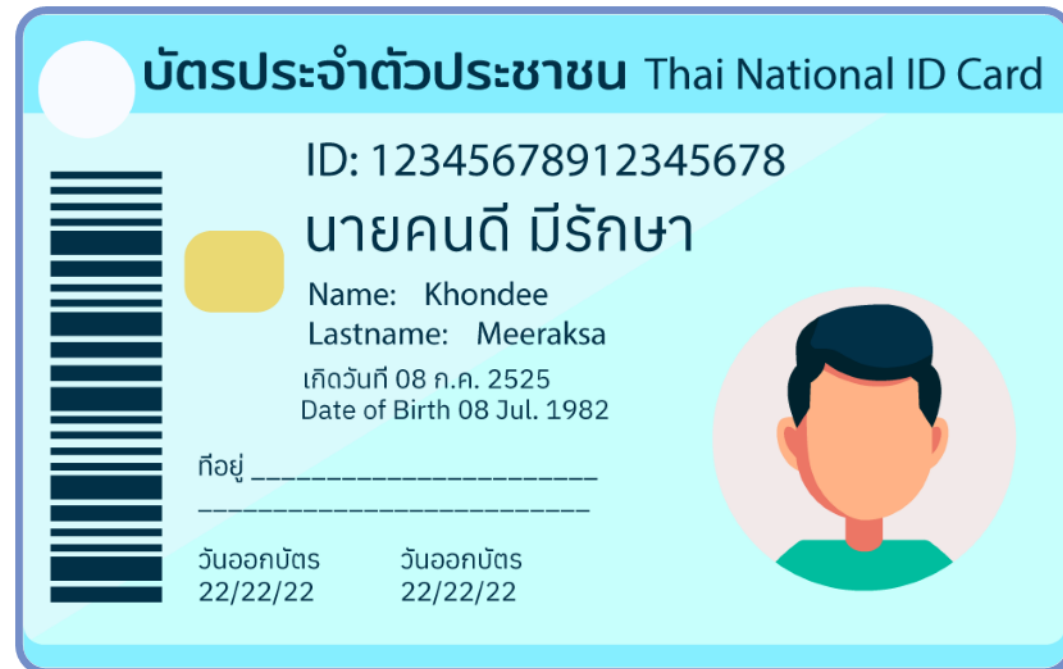 บัตรประจำตัวประชาชน Thai National ID Card
ID: 12345678912345678
นายคนดี มีรักษา
Name: Khondee
Lastname: Meeraksa
เกิดวันที่ 08 ก.ค. 2525
Date of Birth 08 Jul. 1982
ที่อยู่ _______________________
__________________________
วันออกบัตร วันออกบัตร
22/22/22 22/22/22